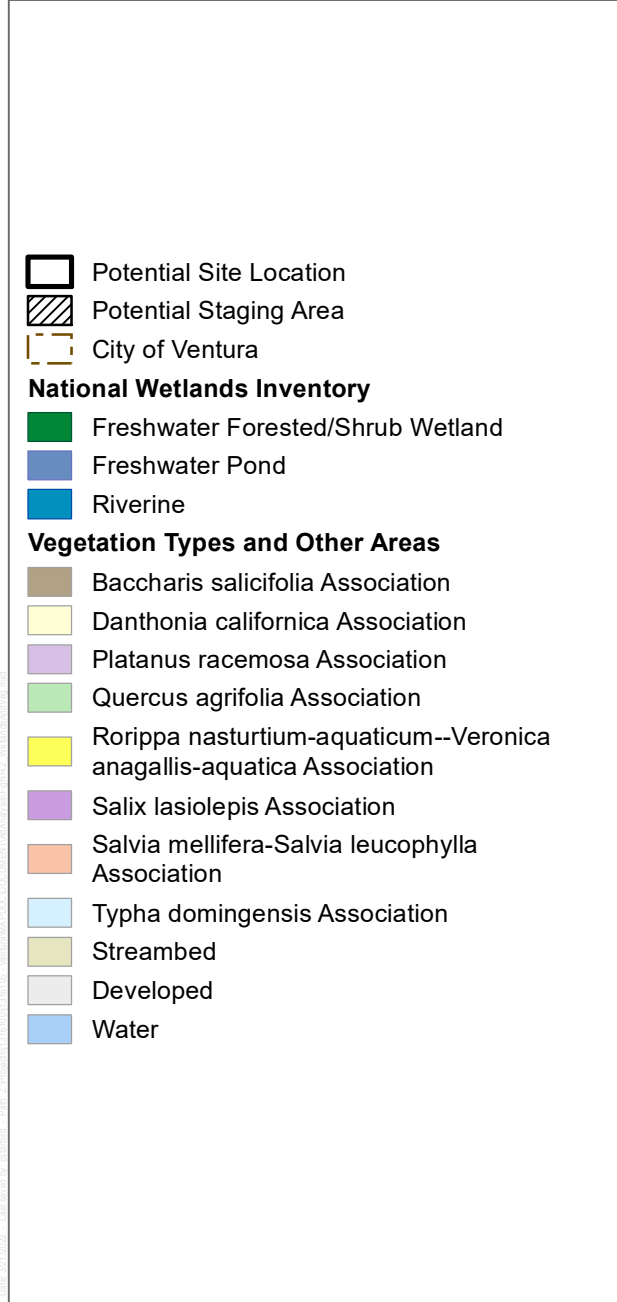 Potential Site Location
Potential Staging Area
City of Ventura
National Wetlands Inventory
Freshwater Forested/Shrub Wetland
Freshwater Pond
Riverine
Vegetation Types and Other Areas
Baccharis salicifolia Association
Danthonia californica Association
Platanus racemosa Association
Quercus agrifolia Association
Rorippa nasturtium-aquaticum--Veronica
anagallis-aquatica Association
Salix lasiolepis Association
Salvia mellifera-Salvia leucophylla
Association
Typha domingensis Association
Streambed
Developed
Water